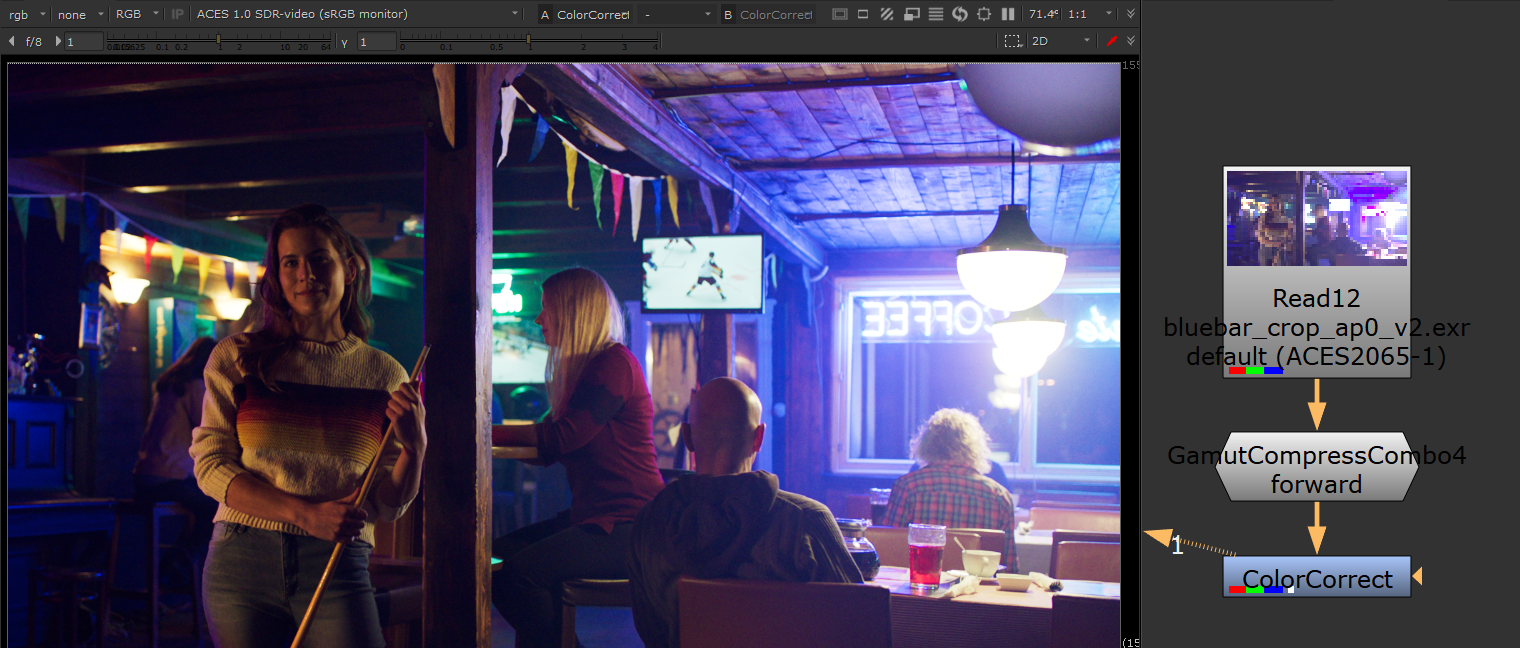 rgb none RGB IP ACES 1.0 SDR-video (sRGB monitor) A ColorCorrect - B ColorCorrect 71.4% 1:1
f/8 1 0.1 0.2 1 2 10 20 64 γ 1 0 0.1 0.5 1 2 3 4 2D
155
COFFEE
Read12
bluebar_crop_ap0_v2.exr
default (ACES2065-1)
GamutCompressCombo4
forward
1
ColorCorrect
(15